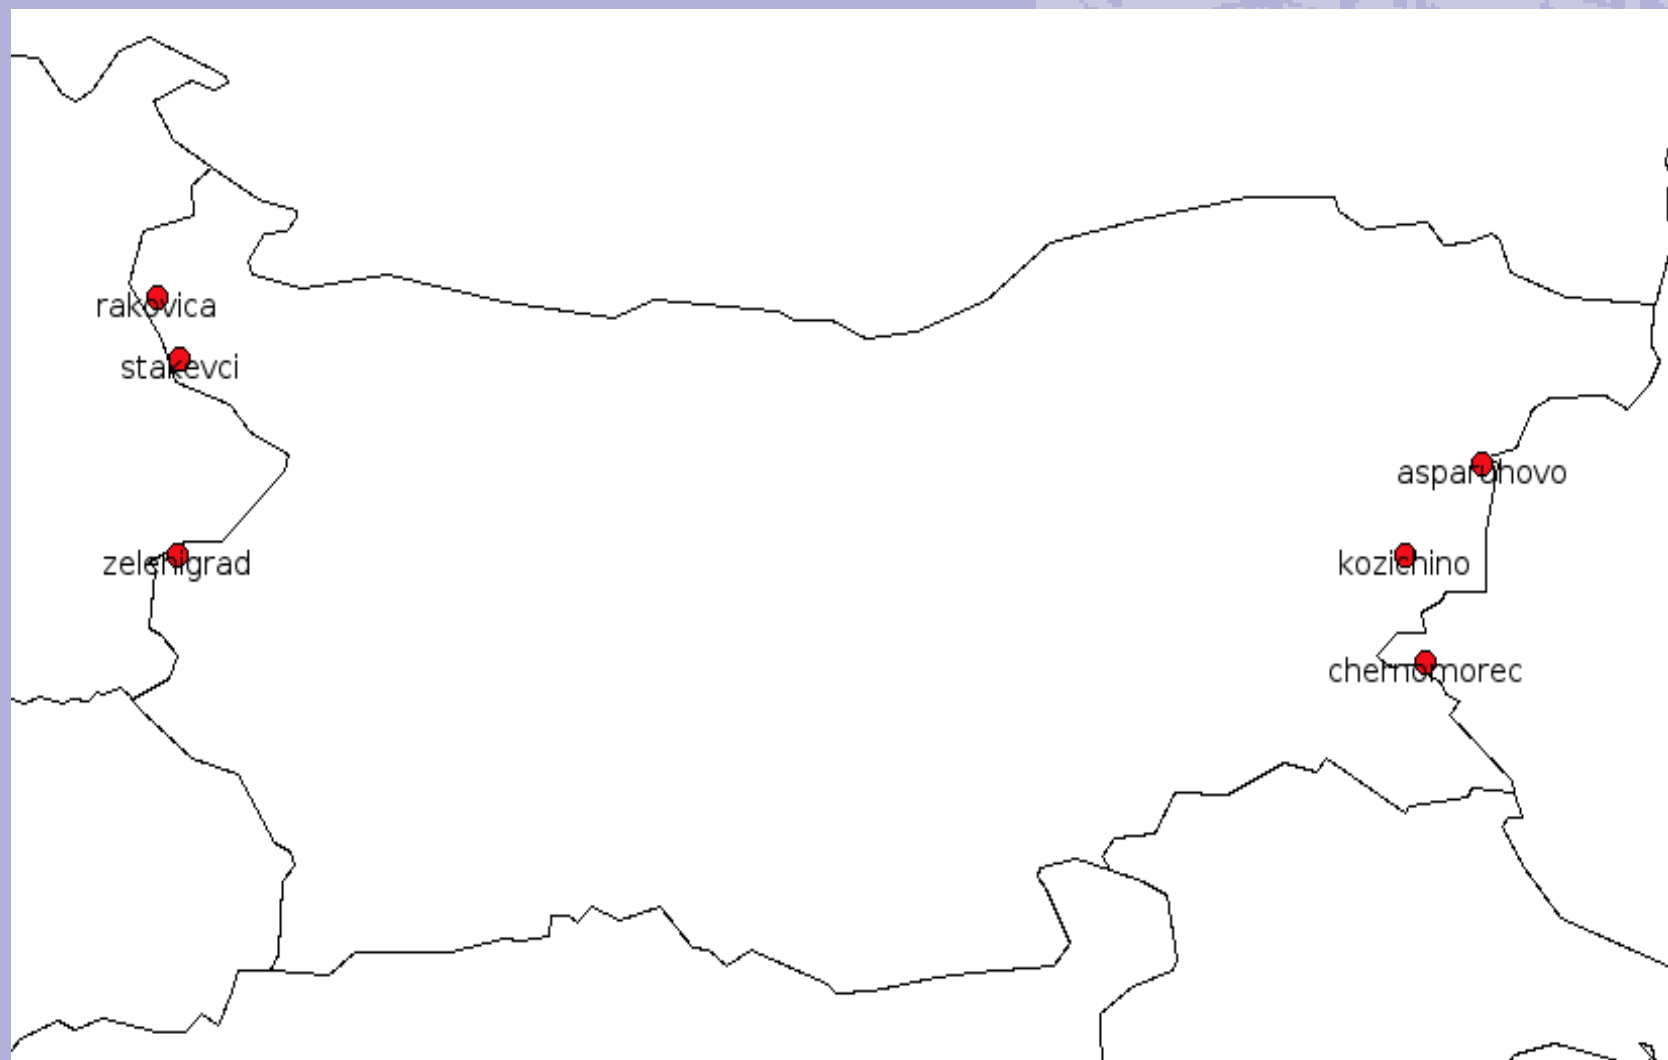 rakovica
stakevci
asparuhovo
zelenigrad
kozichino
chernomorec